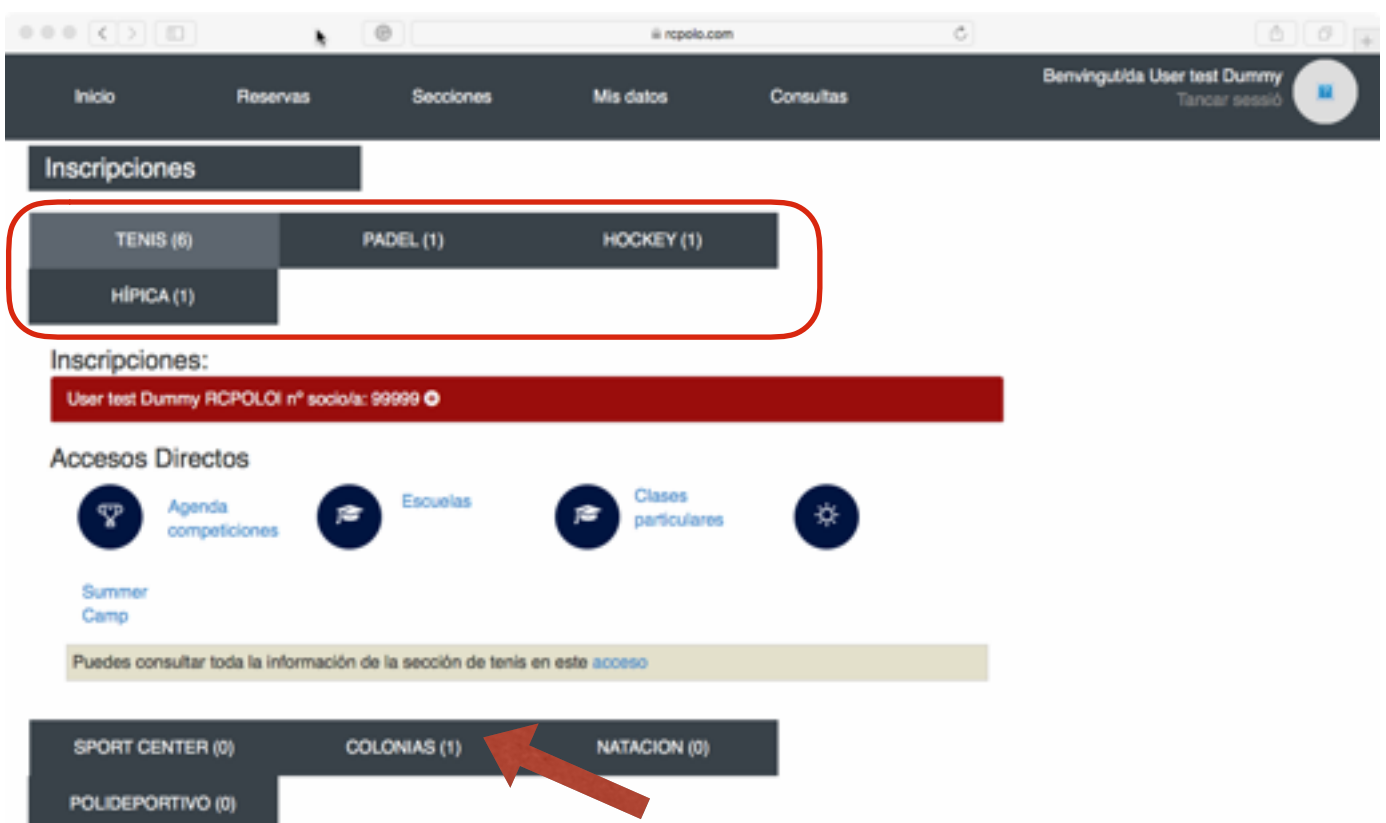 rcpolo.com
Inicio Reservas Secciones Mis datos Consultas
Benvingut/da User test Dummy
Tancar sessió
Inscripciones
TENIS (6) PADEL (1) HOCKEY (1)
HÍPICA (1)
Inscripciones:
User test Dummy RCPOLOI nº socio/a: 99999
Accesos Directos
Agenda
competiciones
Escuelas
Clases
particulares
Summer
Camp
Puedes consultar toda la información de la sección de tenis en este acceso
SPORT CENTER (0) COLONIAS (1) NATACION (0)
POLIDEPORTIVO (0)